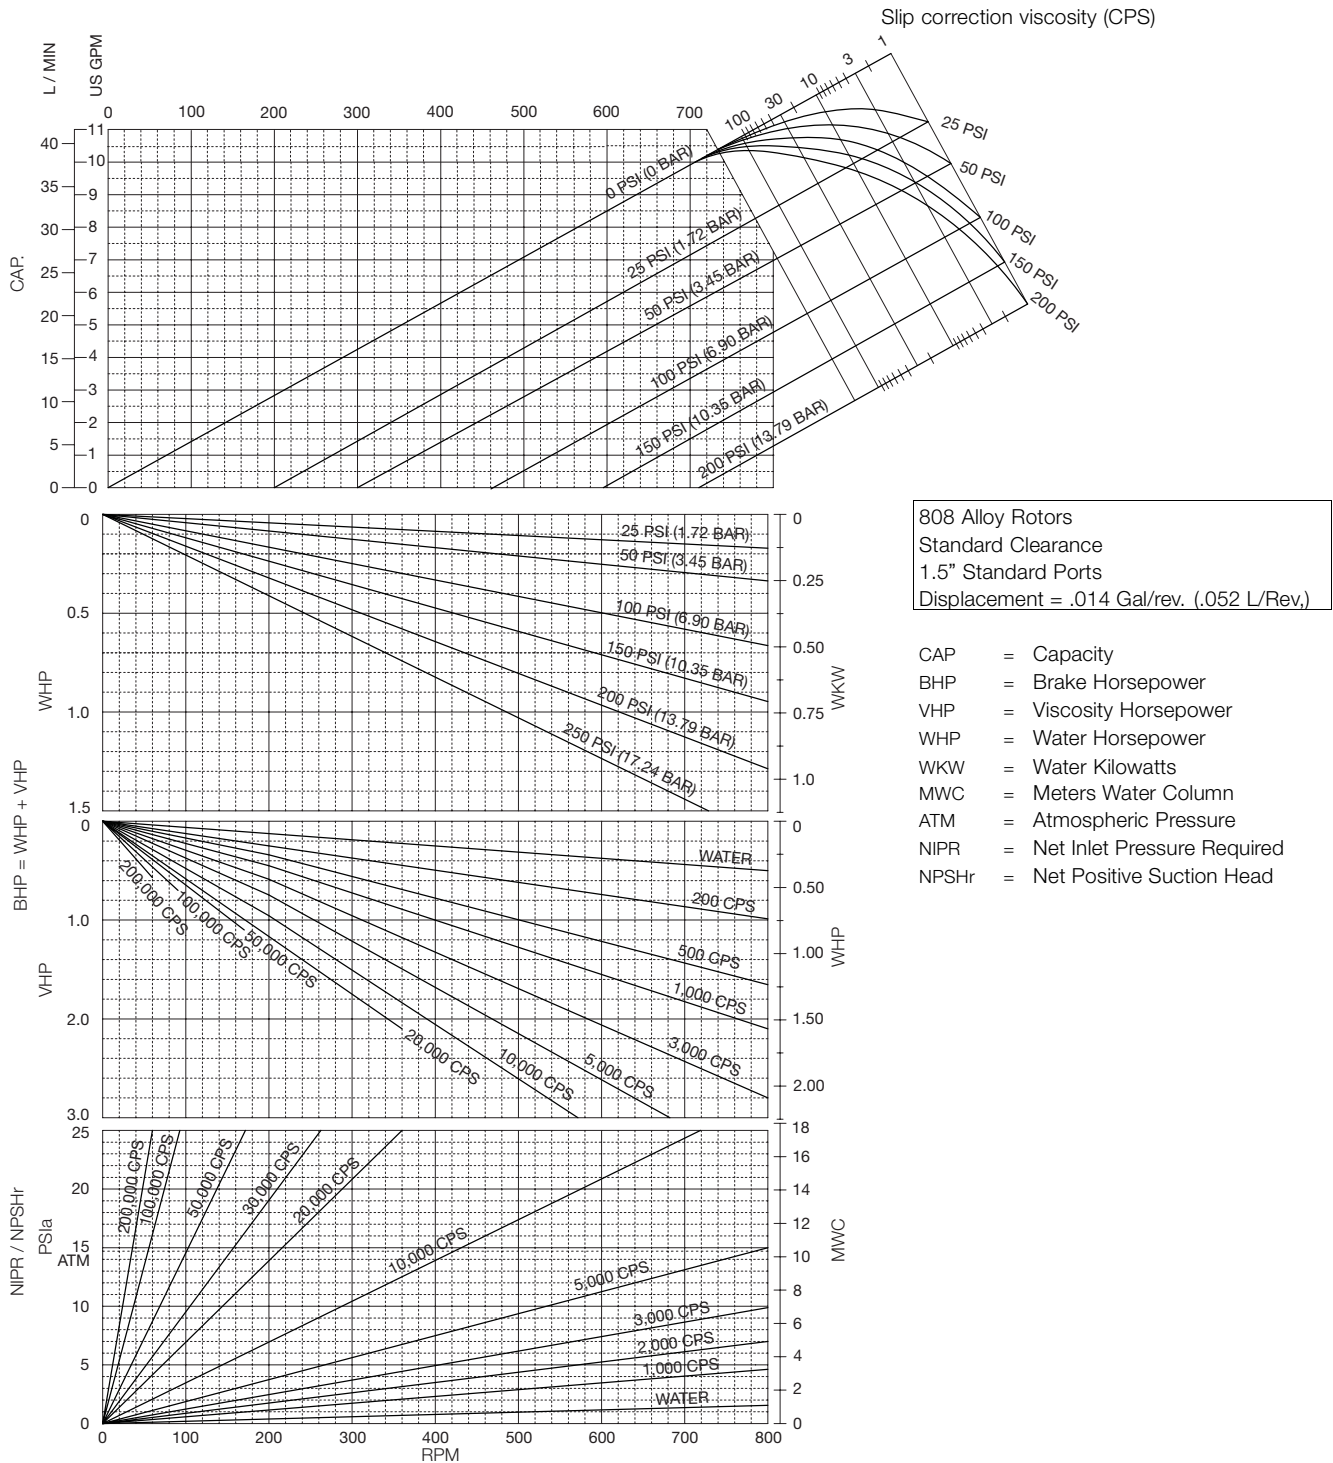 Slip correction viscosity (CPS)
L / MIN
US GPM
0 100 200 300 400 500 600 700
100 30 10 3 1
40 35 30 25 20 15 10 5 0
11 10 9 8 7 6 5 4 3 2 1 0
CAP.
0 PSI (0 BAR)
25 PSI (1.72 BAR)
50 PSI (3.45 BAR)
100 PSI (6.90 BAR)
150 PSI (10.35 BAR)
200 PSI (13.79 BAR)
25 PSI
50 PSI
100 PSI
150 PSI
200 PSI
808 Alloy Rotors
Standard Clearance
1.5” Standard Ports
Displacement = .014 Gal/rev. (.052 L/Rev,)
CAP = Capacity
BHP = Brake Horsepower
VHP = Viscosity Horsepower
WHP = Water Horsepower
WKW = Water Kilowatts
MWC = Meters Water Column
ATM = Atmospheric Pressure
NIPR = Net Inlet Pressure Required
NPSHr = Net Positive Suction Head
BHP = WHP + VHP
WHP
0 0.5 1.0 1.5
25 PSI (1.72 BAR)
50 PSI (3.45 BAR)
100 PSI (6.90 BAR)
150 PSI (10.35 BAR)
200 PSI (13.79 BAR)
250 PSI (17.24 BAR)
0 0.25 0.50 0.75 1.0
WKW
VHP
0 1.0 2.0 3.0
WATER
200 CPS
500 CPS
1,000 CPS
3,000 CPS
5,000 CPS
10,000 CPS
20,000 CPS
50,000 CPS
100,000 CPS
200,000 CPS
0 0.50 1.00 1.50 2.00
WHP
NIPR / NPSHr
PSIa
25 20 15
ATM
10 5 0
200,000 CPS
100,000 CPS
50,000 CPS
30,000 CPS
20,000 CPS
10,000 CPS
5,000 CPS
3,000 CPS
2,000 CPS
1,000 CPS
WATER
18 16 14 12 10 8 6 4 2 0
MWC
0 100 200 300 400 500 600 700 800
RPM